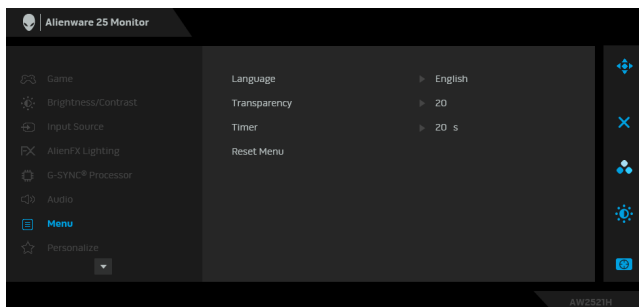 Alienware 25 Monitor
Game
Brightness/Contrast
Input Source
AlienFX Lighting
G-SYNC® Processor
Audio
Menu
Personalize
Language English
Transparency 20
Timer 20 s
Reset Menu
AW2521H